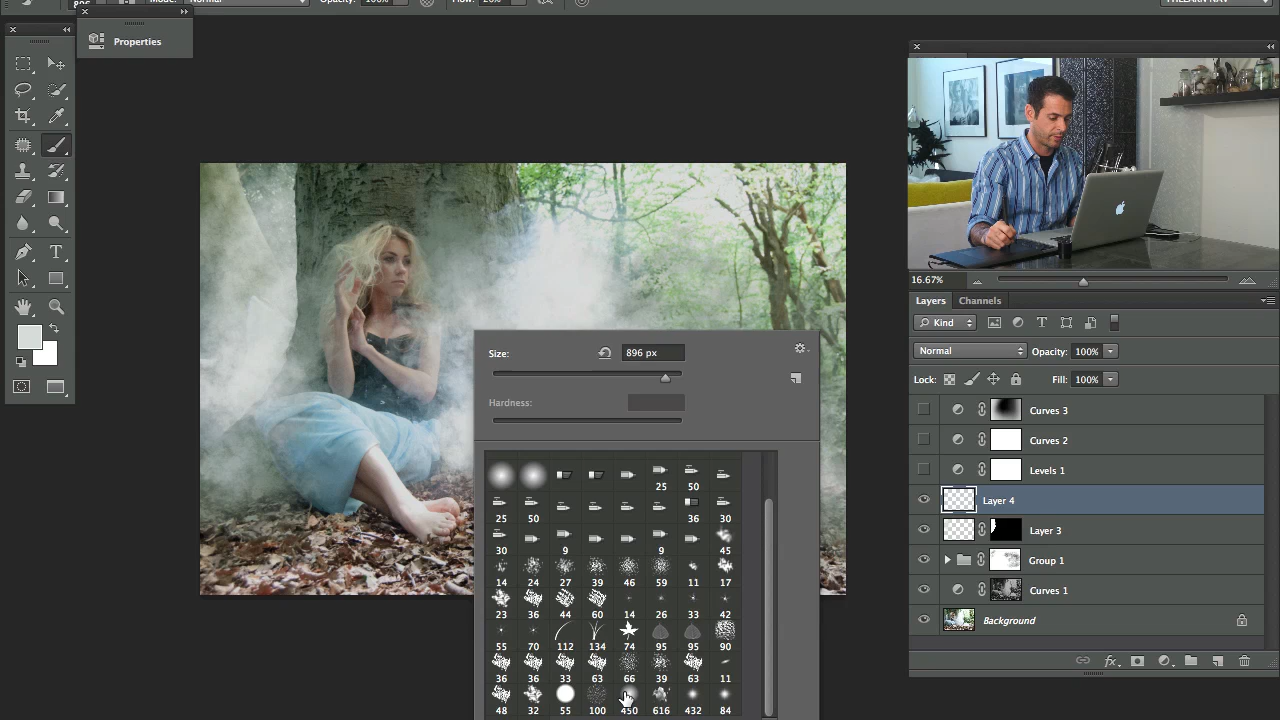 896 Mode: Normal Opacity: 100% Flow: 20%
Properties
16.67%
Layers Channels
Kind
Normal Opacity: 100%
Lock: Fill: 100%
Curves 3
Curves 2
Levels 1
Layer 4
Layer 3
Group 1
Curves 1
Background
Size: 896 px
Hardness:
25 50
25 50 36 30
30 9 9 45
14 24 27 39 46 59 11 17
23 36 44 60 14 26 33 42
55 70 112 134 74 95 95 90
36 36 33 63 66 39 63 11
48 32 55 100 450 616 432 84